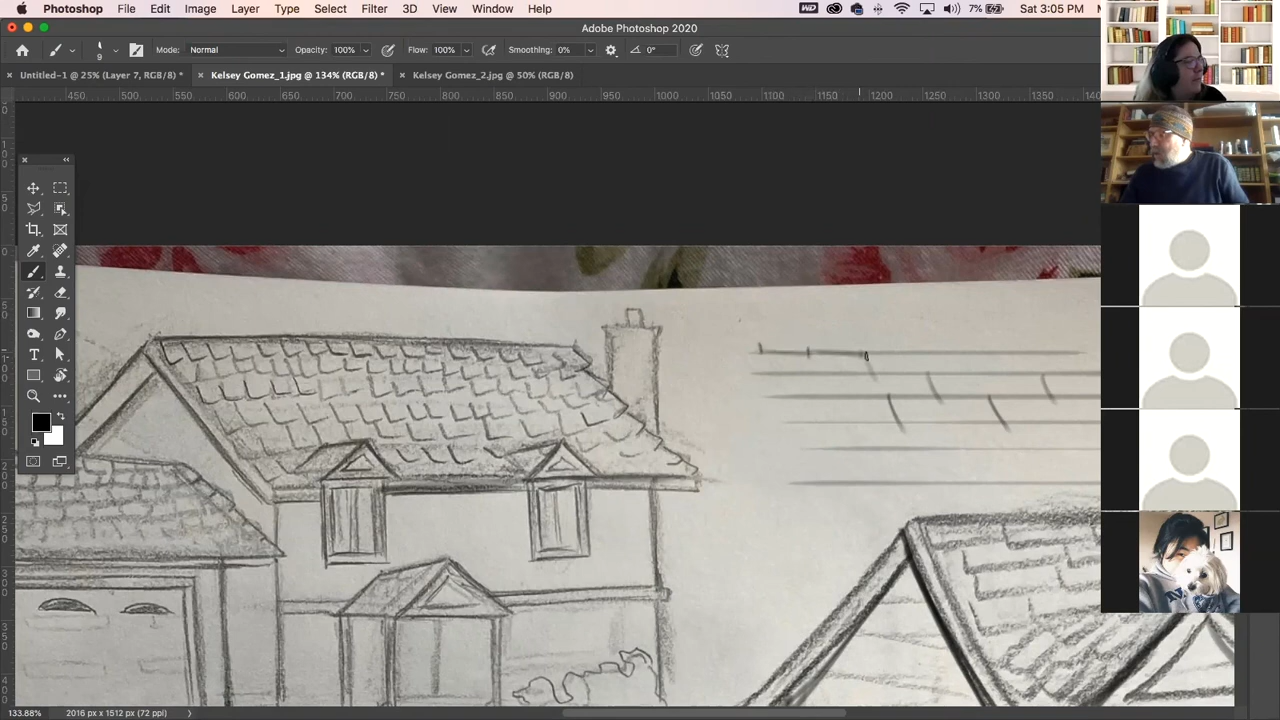 Photoshop File Edit Image Layer Type Select Filter 3D View Window Help 7% Sat 3:05 PM
Adobe Photoshop 2020
9 Mode: Normal Opacity: 100% Flow: 100% Smoothing: 0% 0°
Untitled-1 @ 25% (Layer 7, RGB/8) * Kelsey Gomez_1.jpg @ 134% (RGB/8) * Kelsey Gomez_2.jpg @ 50% (RGB/8)
450 500 550 600 650 700 750 800 850 900 950 1000 1050 1100 1150 1200 1250 1300 1350
133.88% 2016 px x 1512 px (72 ppi)